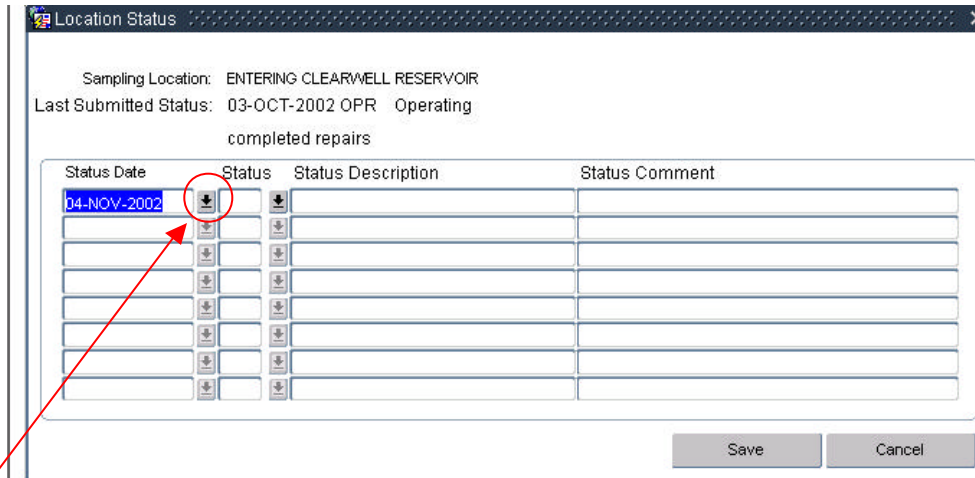 Location Status
Sampling Location: ENTERING CLEARWELL RESERVOIR
Last Submitted Status: 03-OCT-2002 OPR Operating
completed repairs
Status Date Status Status Description Status Comment
04-NOV-2002
Save Cancel